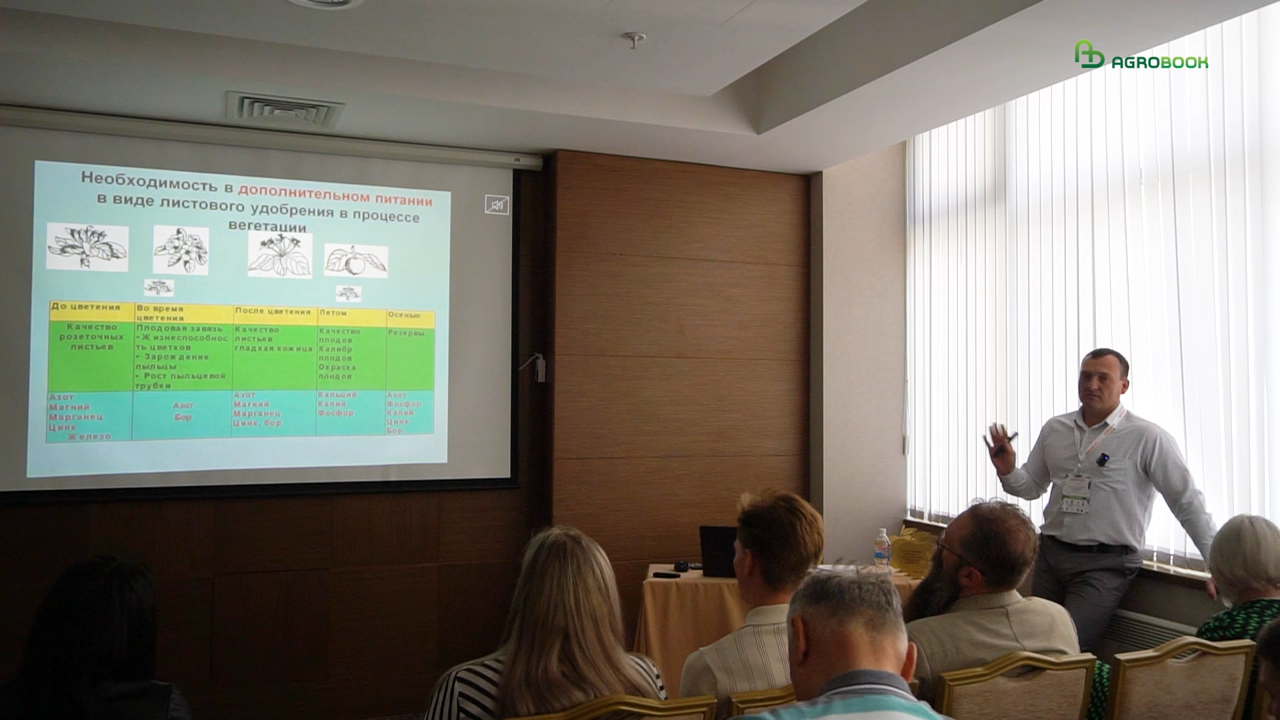 AGROBOOK
Необходимость в дополнительном питании
в виде листового удобрения в процессе
вегетации
До цветения
Во время
цветения
После цветения
Летом
Осенью
Качество
розеточных
листьев
Плодовая завязь
• Жизнеспособнос
ть цветков
• Зарождение
пыльцы
• Рост пыльцевой
трубки
Качество
листьев
гладкая кожица
Качество
плодов
Калибр
плодов
Окраска
плодов
Резервы
Азот
Магний
Марганец
Цинк
Железо
Азот
Бор
Азот
Магний
Марганец
Цинк, бор
Кальций
Калий
Фосфор
Азот
Фосфор
Калий
Цинк
Бор